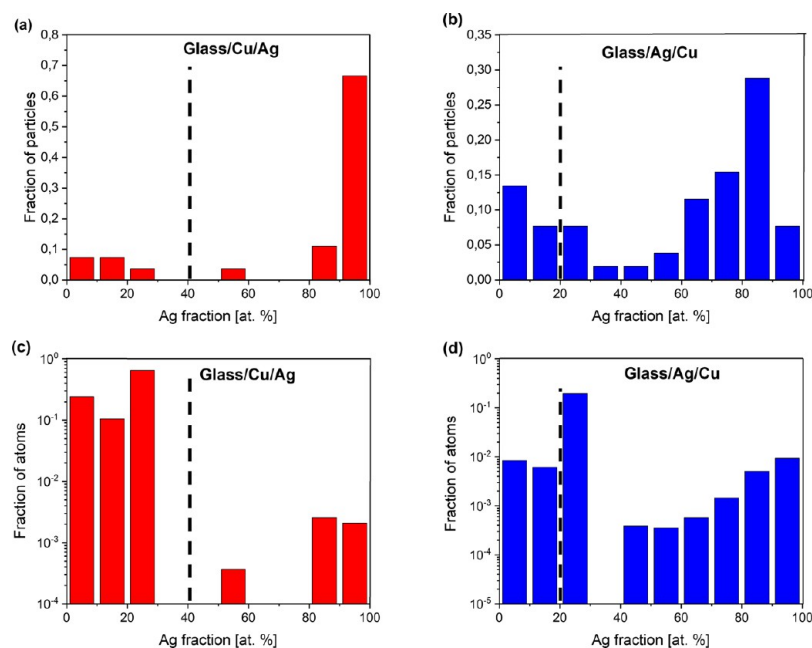 (a)
Glass/Cu/Ag
Fraction of particles
0,8
0,7
0,6
0,5
0,4
0,3
0,2
0,1
0,0
0 20 40 60 80 100
Ag fraction [at. %]
(b)
Glass/Ag/Cu
Fraction of particles
0,35
0,30
0,25
0,20
0,15
0,10
0,05
0,00
0 20 40 60 80 100
Ag fraction [at. %]
(c)
Glass/Cu/Ag
Fraction of atoms
10⁰
10⁻¹
10⁻²
10⁻³
10⁻⁴
0 20 40 60 80 100
Ag fraction [at. %]
(d)
Glass/Ag/Cu
Fraction of atoms
10⁰
10⁻¹
10⁻²
10⁻³
10⁻⁴
10⁻⁵
0 20 40 60 80 100
Ag fraction [at. %]